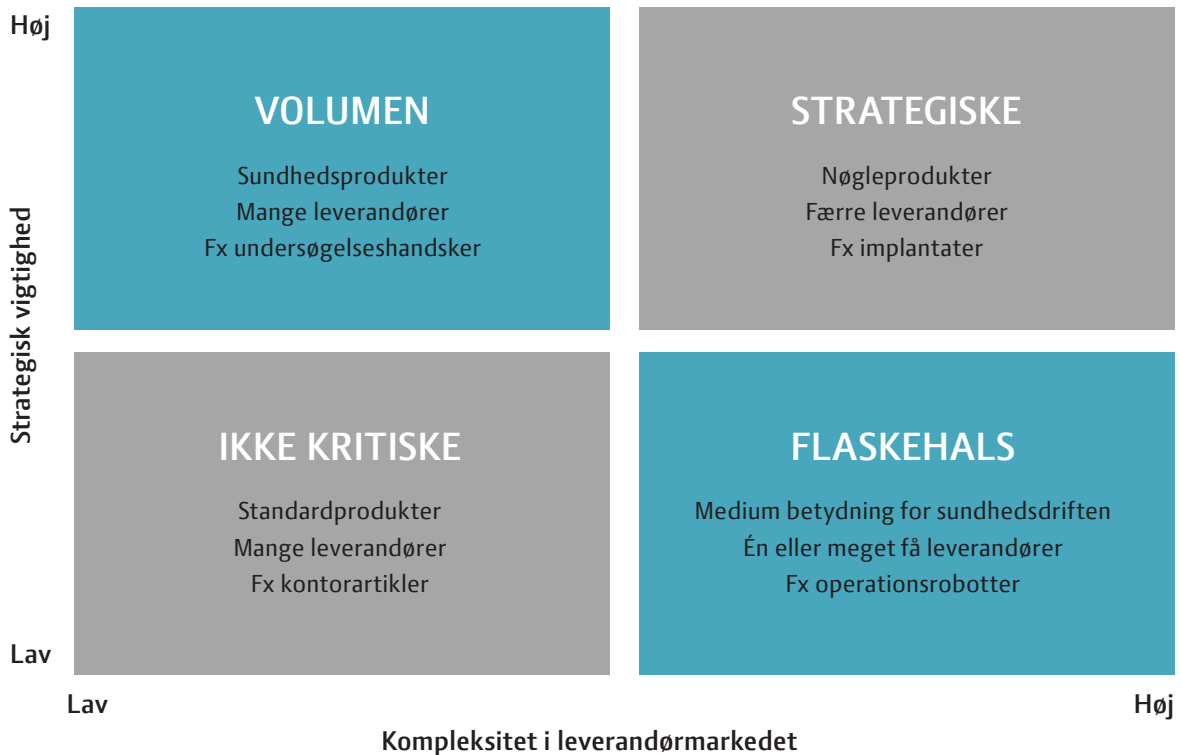 Høj
VOLUMEN
Sundhedsprodukter
Mange leverandører
Fx undersøgelseshandsker
STRATEGISKE
Nøgleprodukter
Færre leverandører
Fx implantater
Strategisk vigtighed
IKKE KRITISKE
Standardprodukter
Mange leverandører
Fx kontorartikler
FLASKEHALS
Medium betydning for sundhedsdriften
Én eller meget få leverandører
Fx operationsrobotter
Lav
Lav
Høj
Kompleksitet i leverandørmarkedet